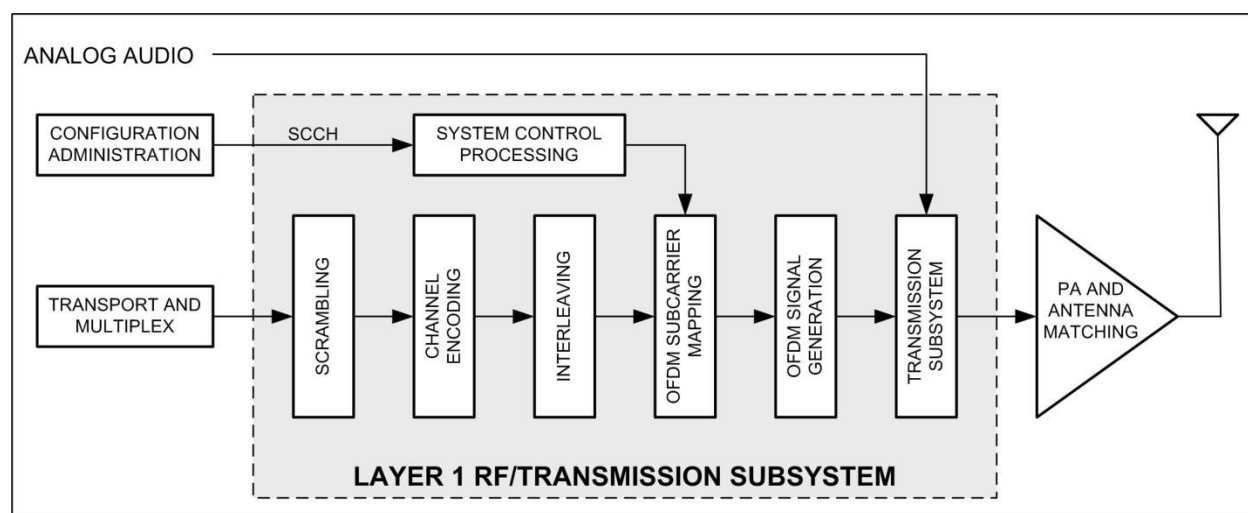 ANALOG AUDIO
CONFIGURATION
ADMINISTRATION
SCCH
SYSTEM CONTROL
PROCESSING
TRANSPORT AND
MULTIPLEX
SCRAMBLING
CHANNEL
ENCODING
INTERLEAVING
OFDM SUBCARRIER
MAPPING
OFDM SIGNAL
GENERATION
TRANSMISSION
SUBSYSTEM
PA AND
ANTENNA
MATCHING
LAYER 1 RF/TRANSMISSION SUBSYSTEM